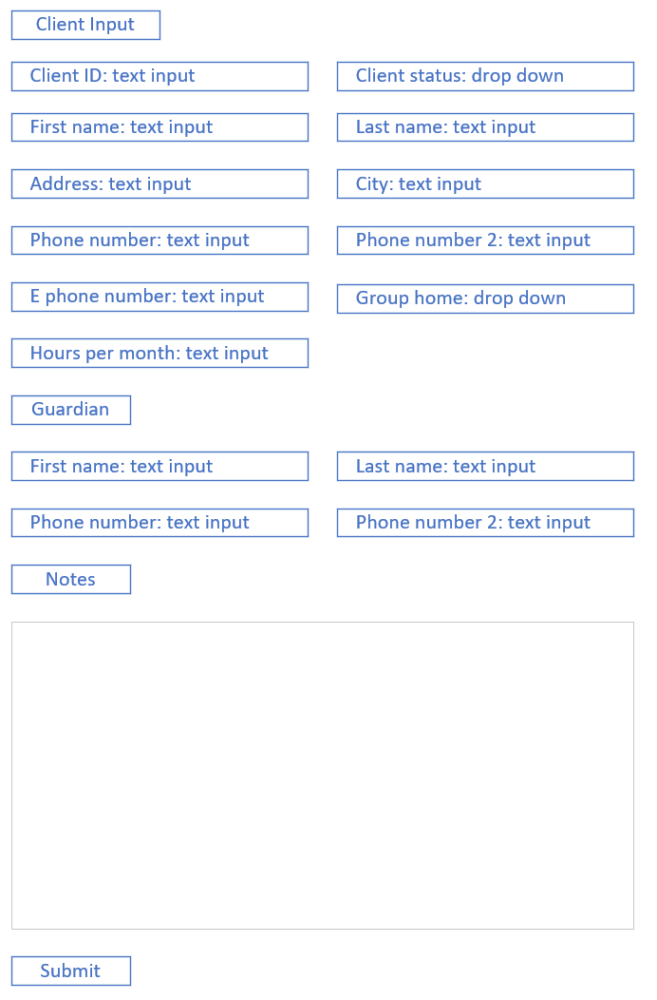 Client Input
Client ID: text input
Client status: drop down
First name: text input
Last name: text input
Address: text input
City: text input
Phone number: text input
Phone number 2: text input
E phone number: text input
Group home: drop down
Hours per month: text input
Guardian
First name: text input
Last name: text input
Phone number: text input
Phone number 2: text input
Notes
Submit